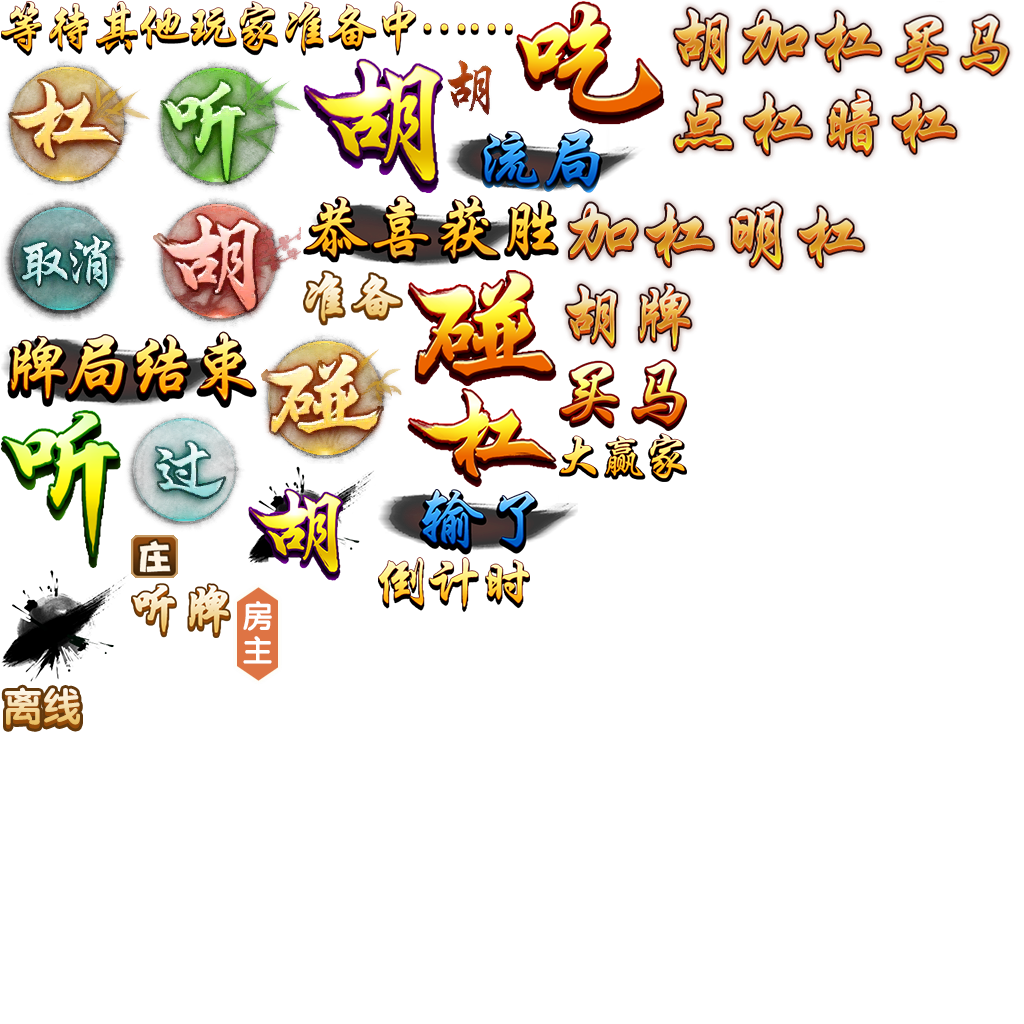 等待其他玩家准备中······
吃
胡加杠买马
杠
听
胡
胡
点杠暗杠
流局
取消
胡
恭喜获胜
加杠明杠
准备
碰
胡牌
牌局结束
碰
买马
杠
听
过
大赢家
胡
输了
庄
倒计时
听牌
房主
离线